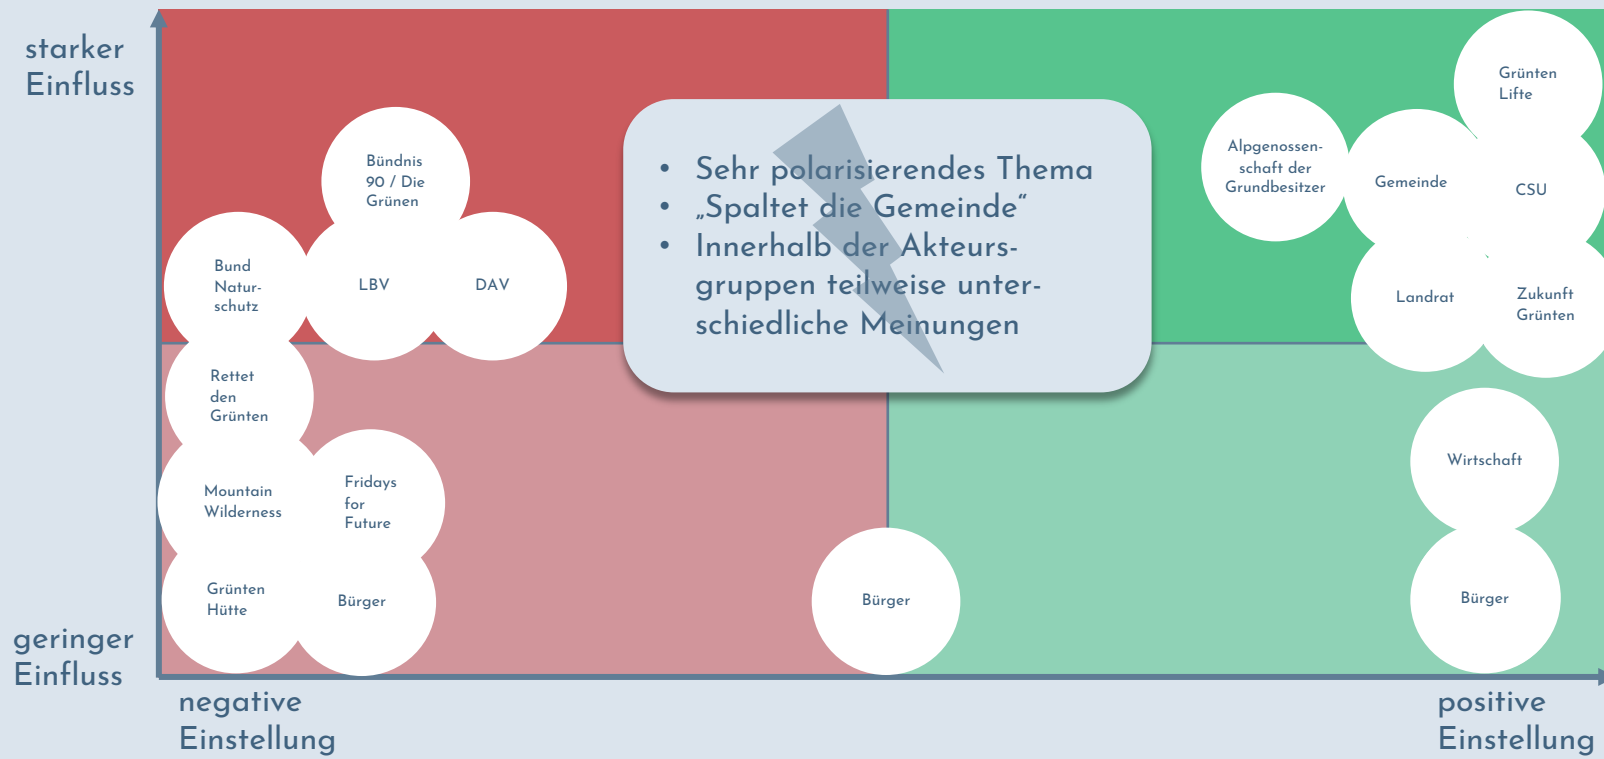 starker
Einfluss
Grünten
Lifte
Bündnis
90 / Die
Grünen
Alpgenossen-
schaft der
Grundbesitzer
Gemeinde
CSU
• Sehr polarisierendes Thema
• „Spaltet die Gemeinde“
• Innerhalb der Akteurs-
gruppen teilweise unter-
schiedliche Meinungen
Bund
Natur-
schutz
LBV
DAV
Landrat
Zukunft
Grünten
Rettet
den
Grünten
Mountain
Wilderness
Fridays
for
Future
Wirtschaft
Grünten
Hütte
Bürger
Bürger
Bürger
geringer
Einfluss
negative
Einstellung
positive
Einstellung